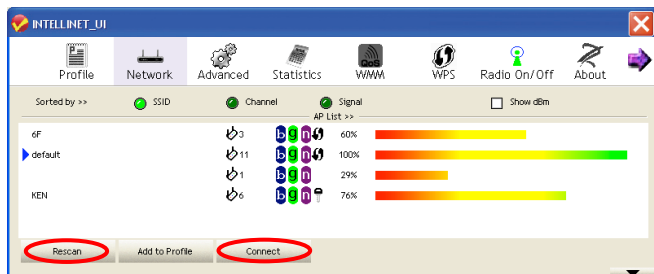 INTELLINET_UI
Profile Network Advanced Statistics QoS WMM WPS Radio On/Off About
Sorted by >> SSID Channel Signal Show dBm
AP List >>
6F 3 b g n 60%
default 11 b g n 100%
1 b g n 29%
KEN 6 b g n 76%
Rescan Add to Profile Connect